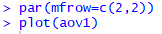 > par(mfrow=c(2,2))
> plot(aov1)